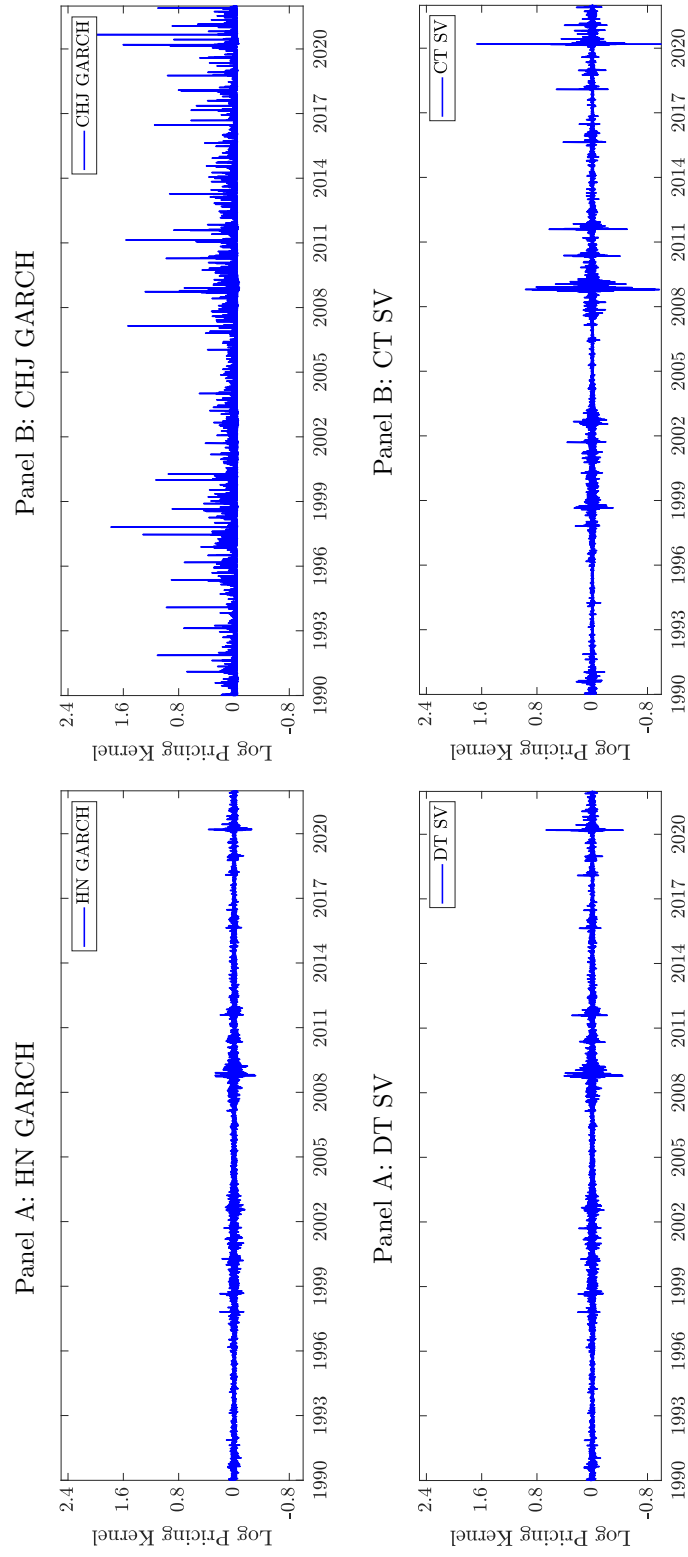 Panel A: HN GARCH
Log Pricing Kernel
2.4
1.6
0.8
0
-0.8
HN GARCH
1990 1993 1996 1999 2002 2005 2008 2011 2014 2017 2020
Panel B: CHJ GARCH
Log Pricing Kernel
2.4
1.6
0.8
0
-0.8
CHJ GARCH
1990 1993 1996 1999 2002 2005 2008 2011 2014 2017 2020
Panel A: DT SV
Log Pricing Kernel
2.4
1.6
0.8
0
-0.8
DT SV
1990 1993 1996 1999 2002 2005 2008 2011 2014 2017 2020
Panel B: CT SV
Log Pricing Kernel
2.4
1.6
0.8
0
-0.8
CT SV
1990 1993 1996 1999 2002 2005 2008 2011 2014 2017 2020